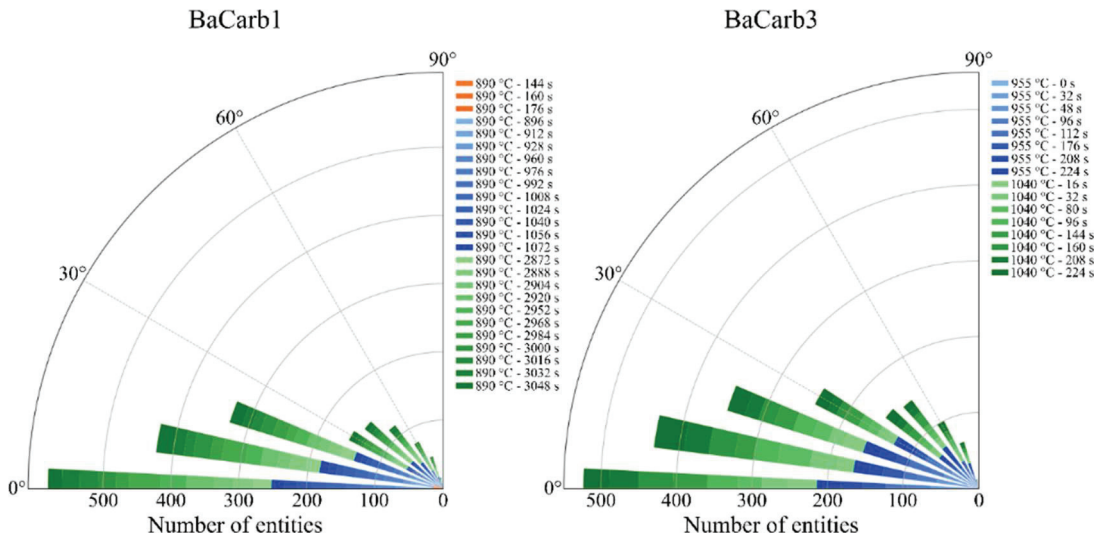 BaCarb1
90°
60°
30°
0°
500
400
300
200
100
0
Number of entities
890 °C - 144 s
890 °C - 160 s
890 °C - 176 s
890 °C - 896 s
890 °C - 912 s
890 °C - 928 s
890 °C - 960 s
890 °C - 976 s
890 °C - 992 s
890 °C - 1008 s
890 °C - 1024 s
890 °C - 1040 s
890 °C - 1056 s
890 °C - 1072 s
890 °C - 2872 s
890 °C - 2888 s
890 °C - 2904 s
890 °C - 2920 s
890 °C - 2952 s
890 °C - 2968 s
890 °C - 2984 s
890 °C - 3000 s
890 °C - 3016 s
890 °C - 3032 s
890 °C - 3048 s
BaCarb3
90°
60°
30°
0°
500
400
300
200
100
0
Number of entities
955 °C - 0 s
955 °C - 32 s
955 °C - 48 s
955 °C - 96 s
955 °C - 112 s
955 °C - 176 s
955 °C - 208 s
955 °C - 224 s
1040 °C - 16 s
1040 °C - 32 s
1040 °C - 80 s
1040 °C - 96 s
1040 °C - 144 s
1040 °C - 160 s
1040 °C - 208 s
1040 °C - 224 s